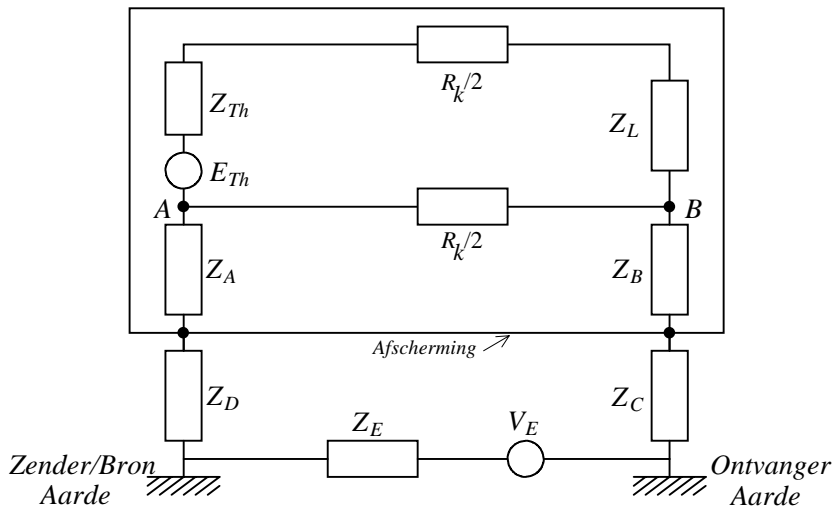 R_k/2
Z_Th
Z_L
E_Th
A
B
R_k/2
Z_A
Z_B
Afscherming
Z_D
Z_C
Z_E
V_E
Zender/Bron
Aarde
Ontvanger
Aarde